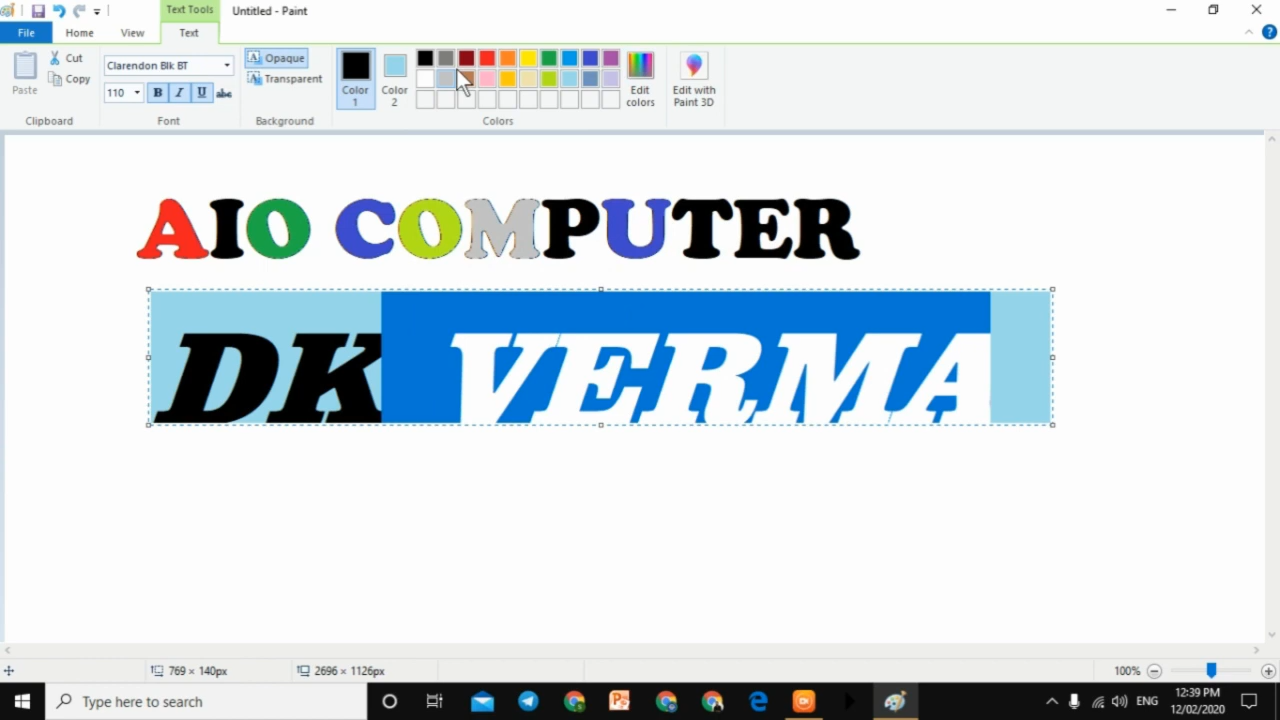 Text Tools
Untitled - Paint
File
Home
View
Text
Paste
Cut
Copy
Clipboard
Clarendon Blk BT
110
B I U abc
Font
Opaque
Transparent
Background
Color 1
Color 2
Colors
Edit colors
Edit with Paint 3D
AIO COMPUTER
DK VERMA
769 × 140px
2696 × 1126px
100%
Type here to search
ENG
12:39 PM
12/02/2020